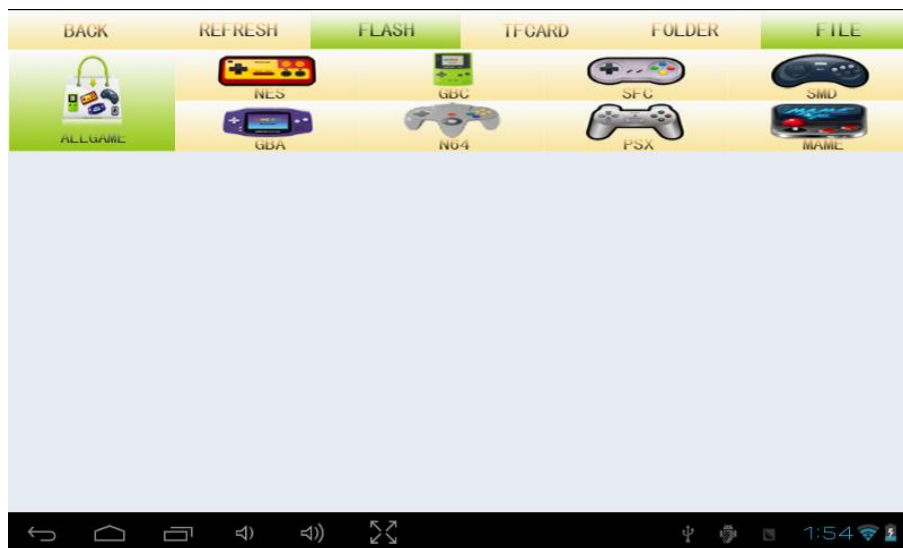 BACK REFRESH FLASH TFCARD FOLDER FILE
NES GBC SFC SMD
ALLGAME
GBA N64 PSX MAME
1:54